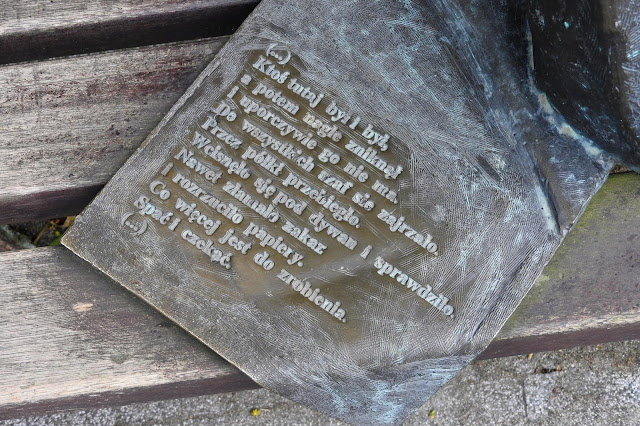 (...)
Ktoś tutaj był i był,
a potem nagle zniknął
i uporczywie go nie ma.
Do wszystkich szaf się zajrzało.
Przez półki przebiegło.
Wcisnęło się pod dywan i sprawdziło.
Nawet złamało zakaz
i rozrzuciło papiery.
Co więcej jest do zrobienia.
Spać i czekać.
(...)